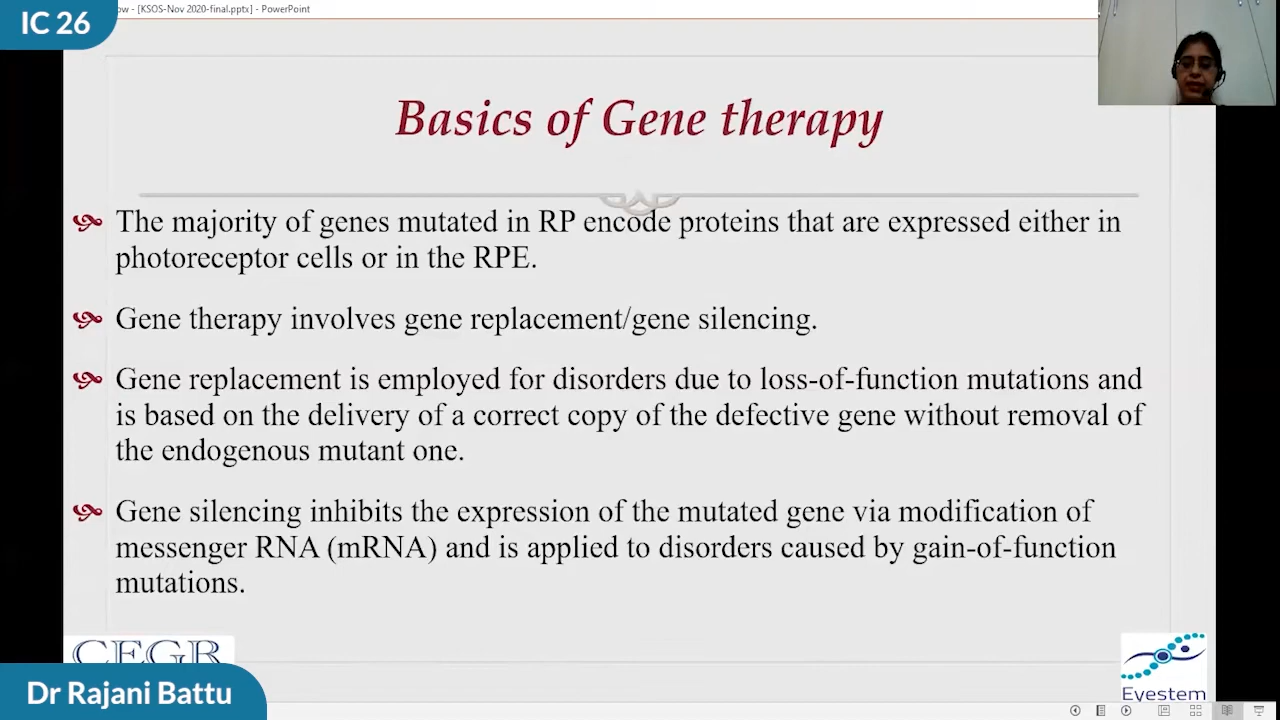 IC 26
ow - [KSOS-Nov 2020-final.pptx] - PowerPoint
Basics of Gene therapy
The majority of genes mutated in RP encode proteins that are expressed either in
photoreceptor cells or in the RPE.
Gene therapy involves gene replacement/gene silencing.
Gene replacement is employed for disorders due to loss-of-function mutations and
is based on the delivery of a correct copy of the defective gene without removal of
the endogenous mutant one.
Gene silencing inhibits the expression of the mutated gene via modification of
messenger RNA (mRNA) and is applied to disorders caused by gain-of-function
mutations.
CEGR
Eyestem
Dr Rajani Battu